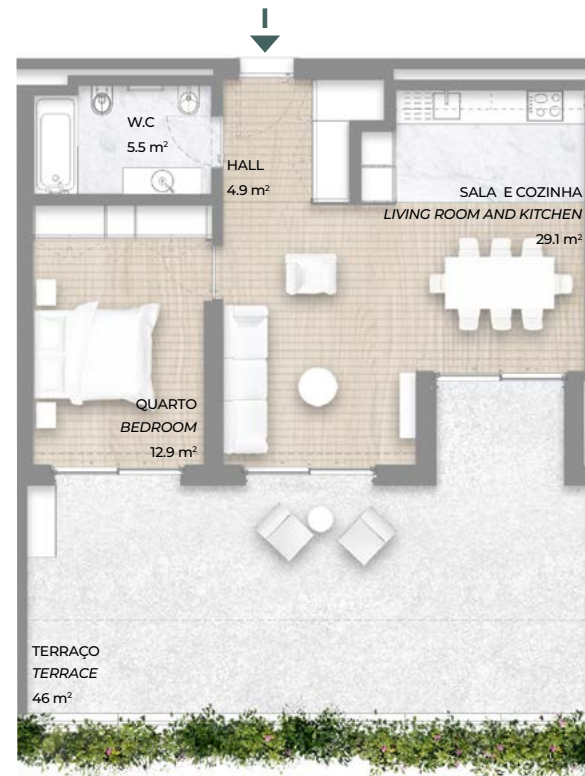 W.C
5.5 m²
HALL
4.9 m²
SALA E COZINHA
LIVING ROOM AND KITCHEN
29.1 m²
QUARTO
BEDROOM
12.9 m²
TERRAÇO
TERRACE
46 m²